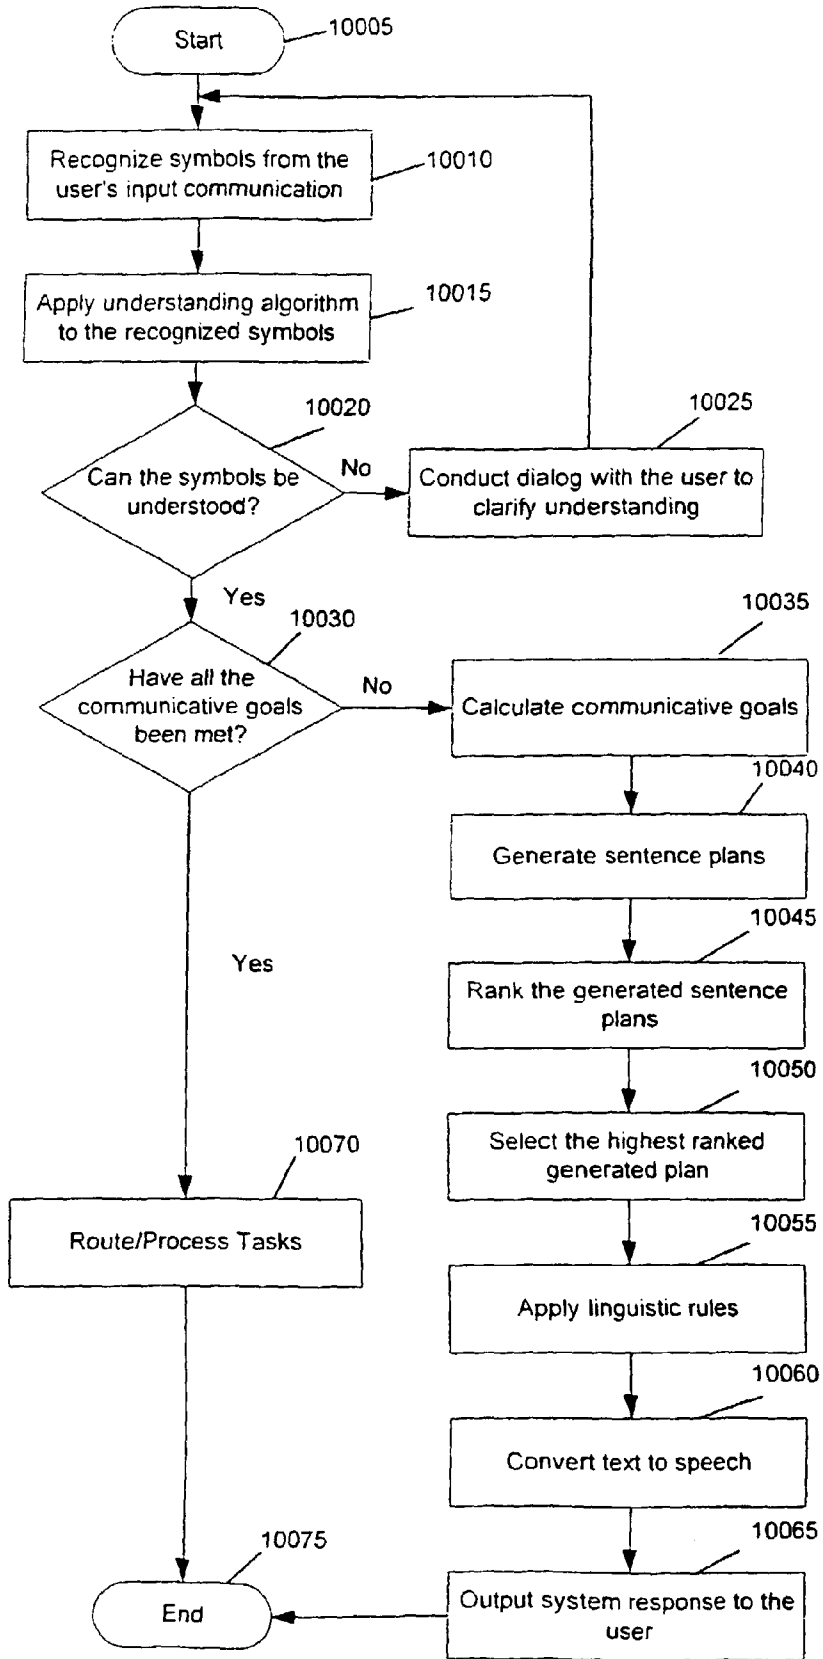 Start
10005
Recognize symbols from the
user's input communication
10010
Apply understanding algorithm
to the recognized symbols
10015
10020
Can the symbols be
understood?
No
10025
Conduct dialog with the user to
clarify understanding
Yes
10030
Have all the
communicative goals
been met?
No
10035
Calculate communicative goals
10040
Generate sentence plans
10045
Rank the generated sentence
plans
10050
Select the highest ranked
generated plan
10055
Apply linguistic rules
10060
Convert text to speech
10065
Output system response to the
user
Yes
10070
Route/Process Tasks
10075
End